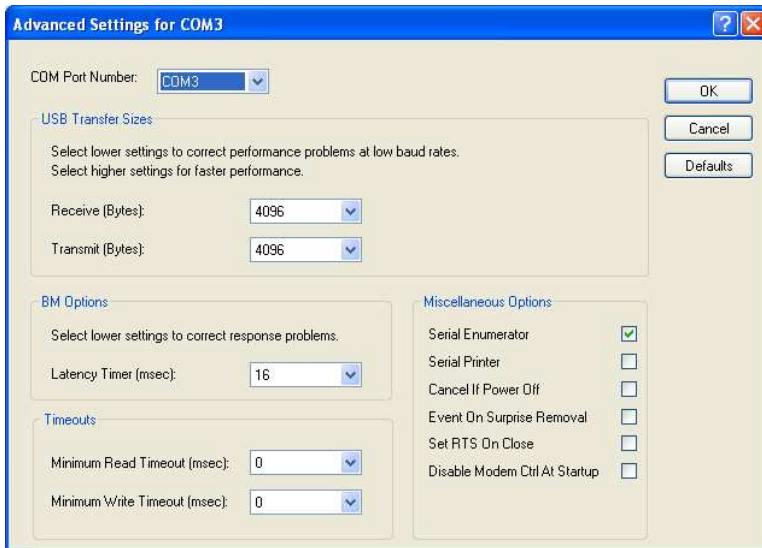 Advanced Settings for COM3
COM Port Number: COM3
OK
Cancel
Defaults
USB Transfer Sizes
Select lower settings to correct performance problems at low baud rates.
Select higher settings for faster performance.
Receive (Bytes): 4096
Transmit (Bytes): 4096
BM Options
Select lower settings to correct response problems.
Latency Timer (msec): 16
Timeouts
Minimum Read Timeout (msec): 0
Minimum Write Timeout (msec): 0
Miscellaneous Options
Serial Enumerator
Serial Printer
Cancel If Power Off
Event On Surprise Removal
Set RTS On Close
Disable Modem Ctrl At Startup